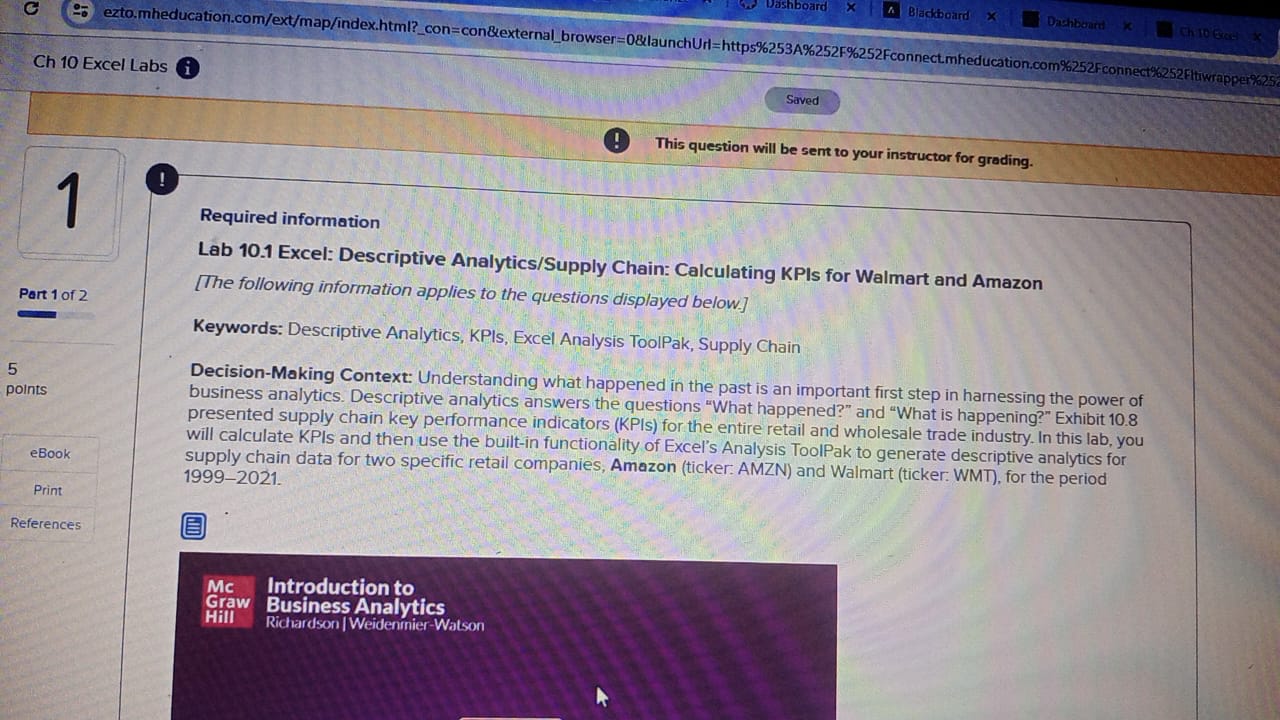 Dashboard
Blackboard
Dashboard
Ch 10 Excel
ezto.mheducation.com/ext/map/index.html?_con=con&external_browser=0&launchUrl=https%253A%252F%252Fconnect.mheducation.com%252Fconnect%252Fltiwrapper%25
Ch 10 Excel Labs
Saved
This question will be sent to your instructor for grading.
1
Part 1 of 2
5
points
eBook
Print
References
Required information
Lab 10.1 Excel: Descriptive Analytics/Supply Chain: Calculating KPIs for Walmart and Amazon
[The following information applies to the questions displayed below.]
Keywords: Descriptive Analytics, KPIs, Excel Analysis ToolPak, Supply Chain
Decision-Making Context: Understanding what happened in the past is an important first step in harnessing the power of
business analytics. Descriptive analytics answers the questions “What happened?” and “What is happening?” Exhibit 10.8
presented supply chain key performance indicators (KPIs) for the entire retail and wholesale trade industry. In this lab, you
will calculate KPIs and then use the built-in functionality of Excel’s Analysis ToolPak to generate descriptive analytics for
supply chain data for two specific retail companies, Amazon (ticker: AMZN) and Walmart (ticker: WMT), for the period
1999–2021.
Mc
Graw
Hill
Introduction to
Business Analytics
Richardson | Weidenmier-Watson